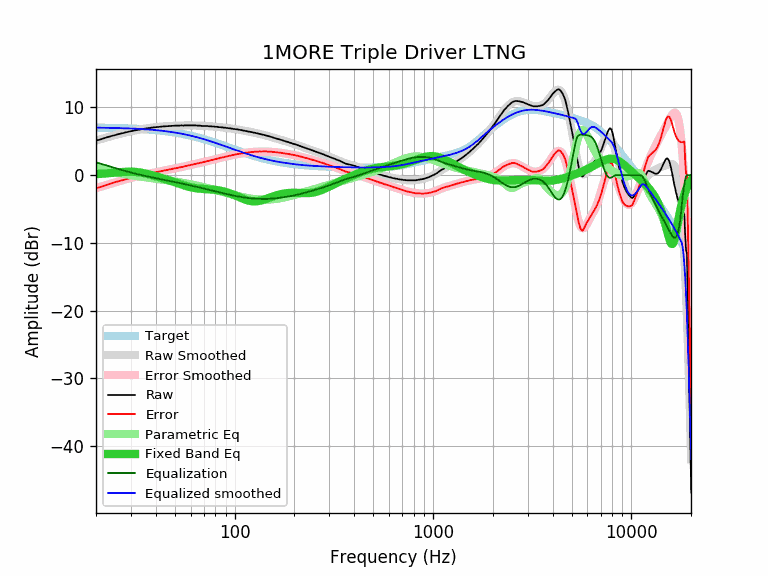 1MORE Triple Driver LTNG
10
0
−10
−20
−30
−40
Amplitude (dBr)
Target
Raw Smoothed
Error Smoothed
Raw
Error
Parametric Eq
Fixed Band Eq
Equalization
Equalized smoothed
100 1000 10000
Frequency (Hz)